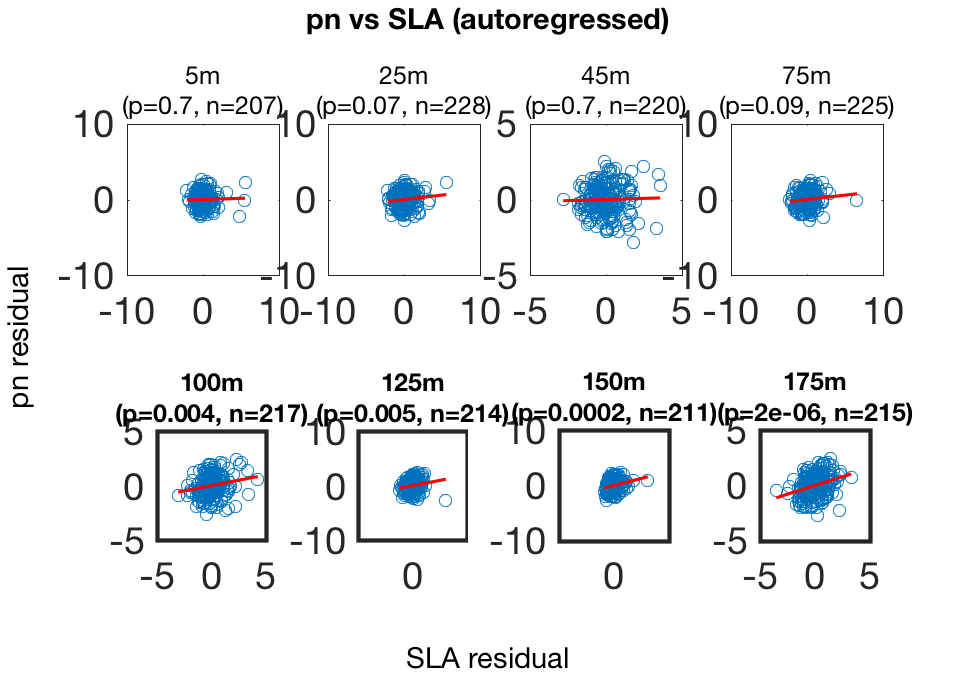 pn vs SLA (autoregressed)
5m 25m 45m 75m
(p=0.7, n=207) (p=0.07, n=228) (p=0.7, n=220) (p=0.09, n=225)
10 10 5 10
0 0 0 0
-10 -10 -5 -10
-10 0 10 -10 0 10 -5 0 5 -10 0 10
pn residual
100m 125m 150m 175m
(p=0.004, n=217) (p=0.005, n=214) (p=0.0002, n=211) (p=2e-06, n=215)
5 10 10 5
0 0 0 0
-5 -10 -10 -5
-5 0 5 0 0 -5 0 5
SLA residual